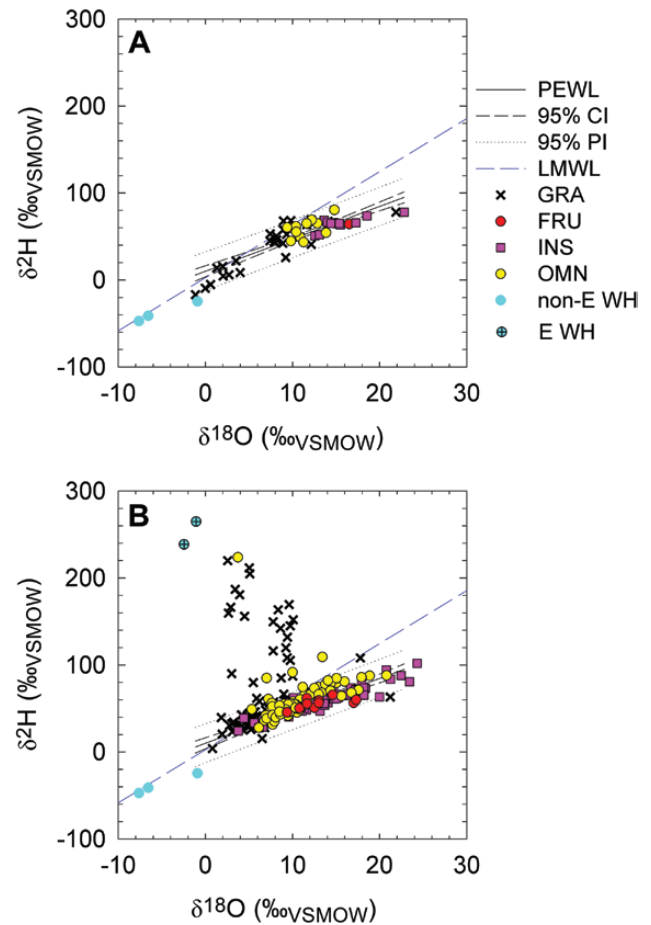 A
300
200
100
0
-100
-10 0 10 20 30
δ2H (‰VSMOW)
δ18O (‰VSMOW)
PEWL
95% CI
95% PI
LMWL
GRA
FRU
INS
OMN
non-E WH
E WH
B
300
200
100
0
-100
-10 0 10 20 30
δ2H (‰VSMOW)
δ18O (‰VSMOW)